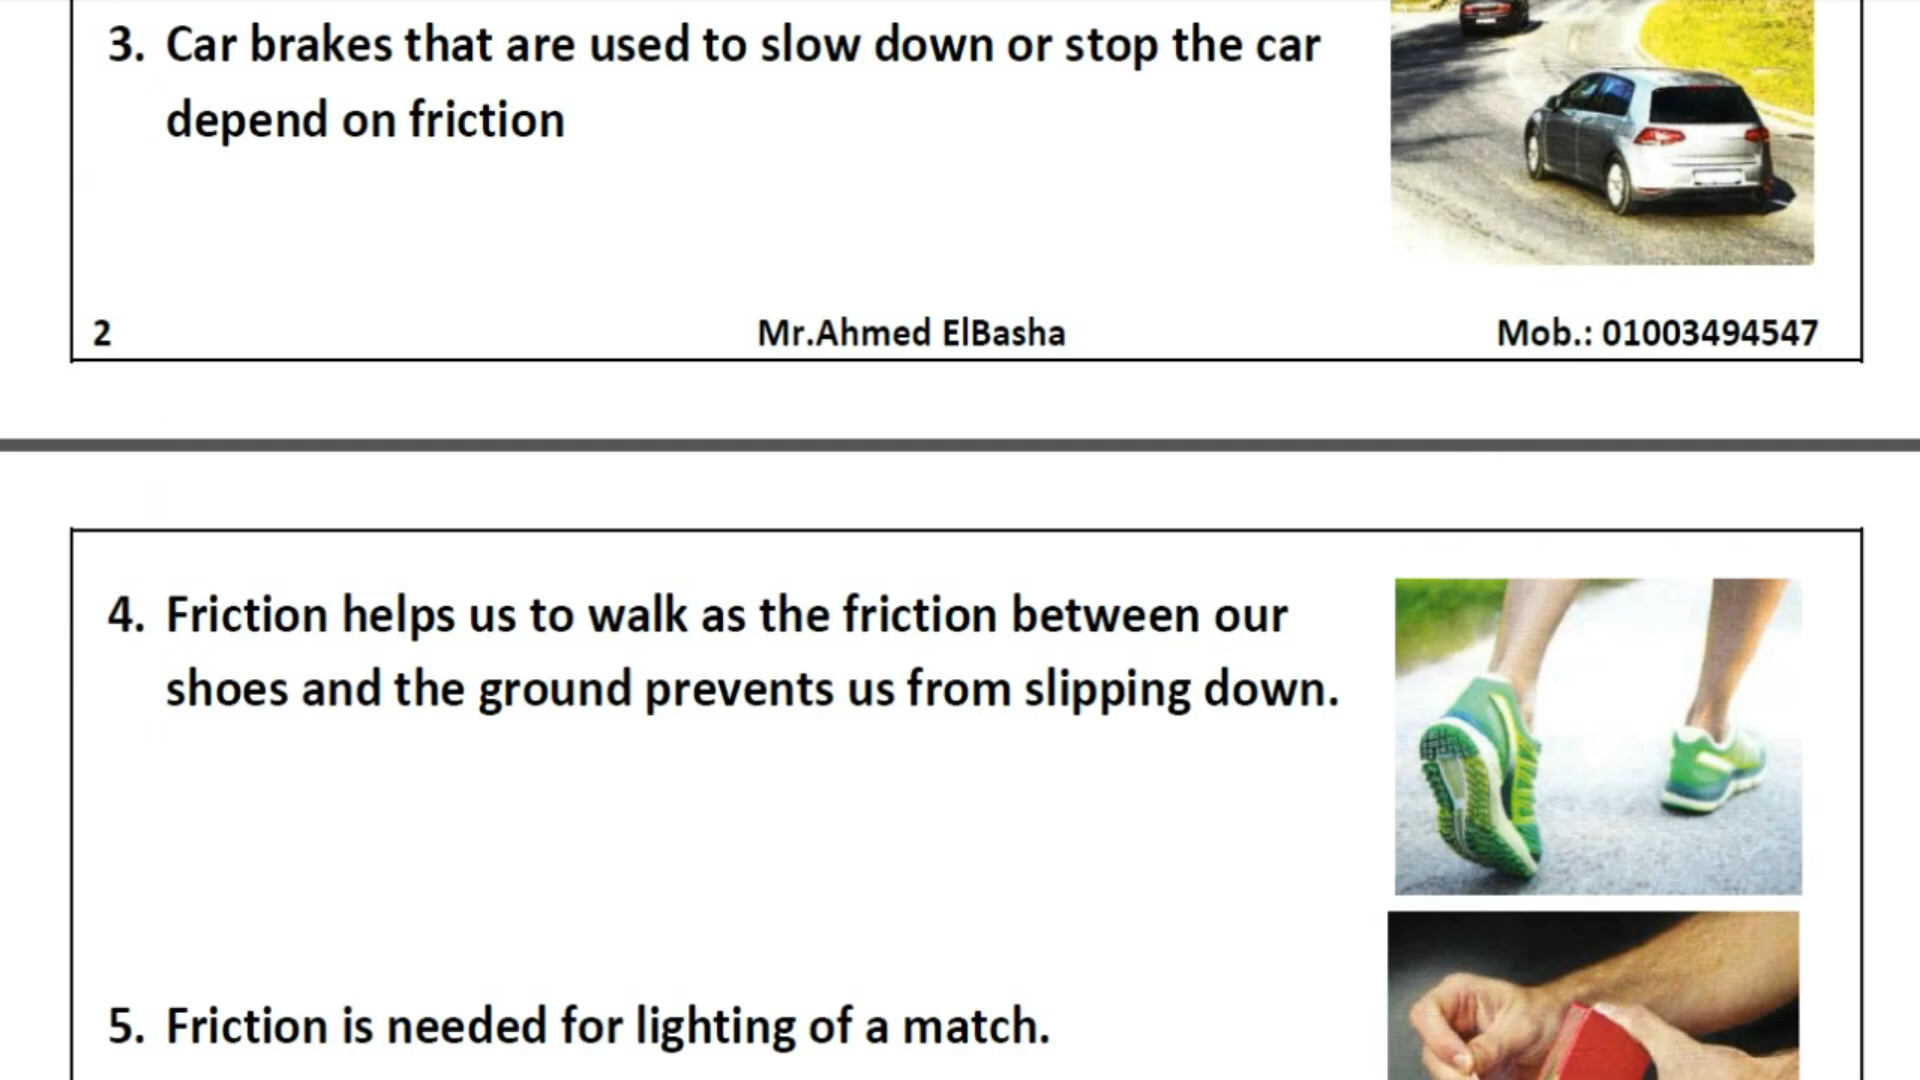 3. Car brakes that are used to slow down or stop the car
depend on friction
2 Mr.Ahmed ElBasha Mob.: 01003494547
4. Friction helps us to walk as the friction between our
shoes and the ground prevents us from slipping down.
5. Friction is needed for lighting of a match.